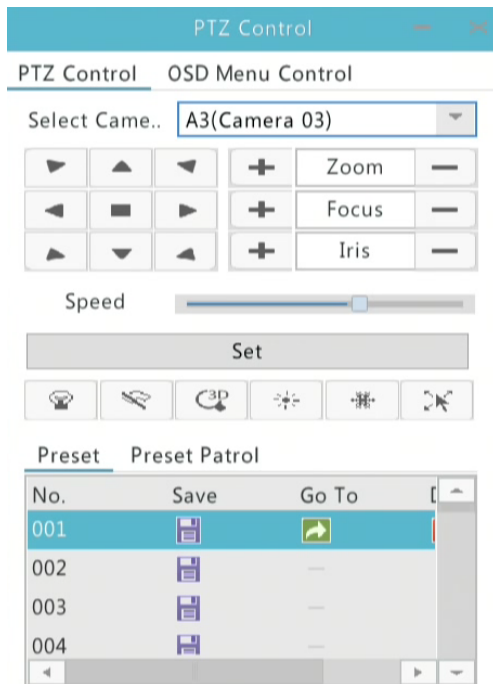 PTZ Control
PTZ Control OSD Menu Control
Select Came.. A3(Camera 03)
Zoom
Focus
Iris
Speed
Set
3D
Preset Preset Patrol
No. Save Go To
001
002
003
004